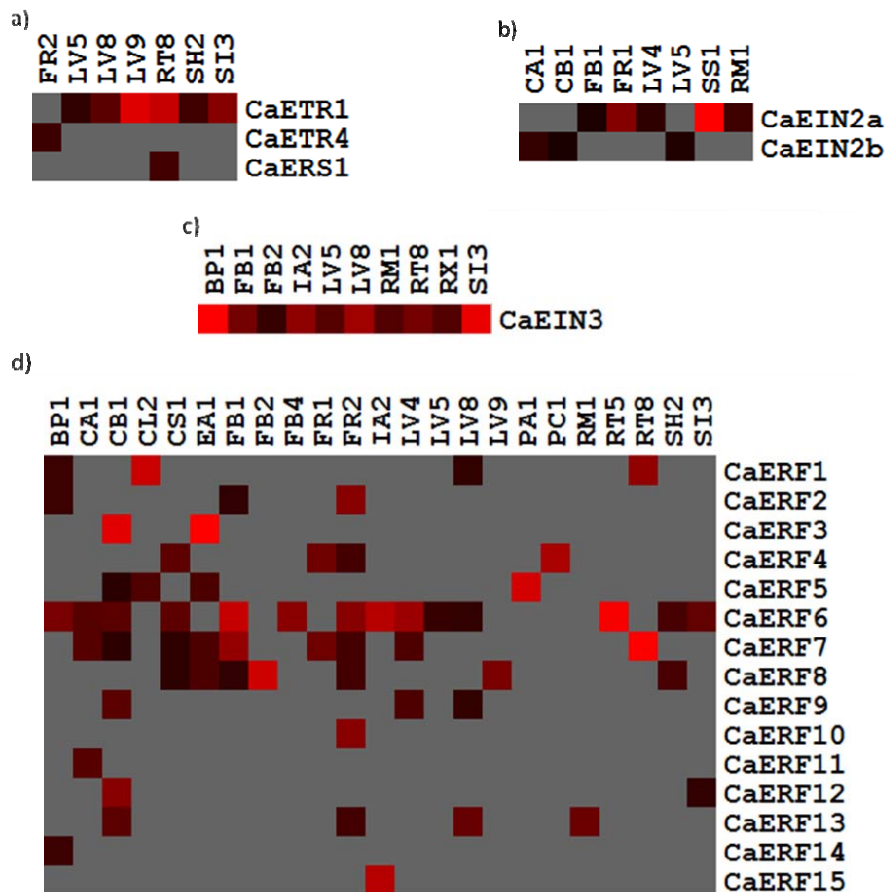 a)
FR2 LV5 LV8 LV9 RT8 SH2 SI3
CaETR1
CaETR4
CaERS1
b)
CA1 CB1 FB1 FR1 LV4 LV5 SS1 RM1
CaEIN2a
CaEIN2b
c)
BP1 FB1 FB2 IA2 LV5 LV8 RM1 RT8 RX1 SI3
CaEIN3
d)
BP1 CA1 CB1 CL2 CS1 EA1 FB1 FB2 FB4 FR1 FR2 IA2 LV4 LV5 LV8 LV9 PA1 PC1 RM1 RT5 RT8 SH2 SI3
CaERF1
CaERF2
CaERF3
CaERF4
CaERF5
CaERF6
CaERF7
CaERF8
CaERF9
CaERF10
CaERF11
CaERF12
CaERF13
CaERF14
CaERF15